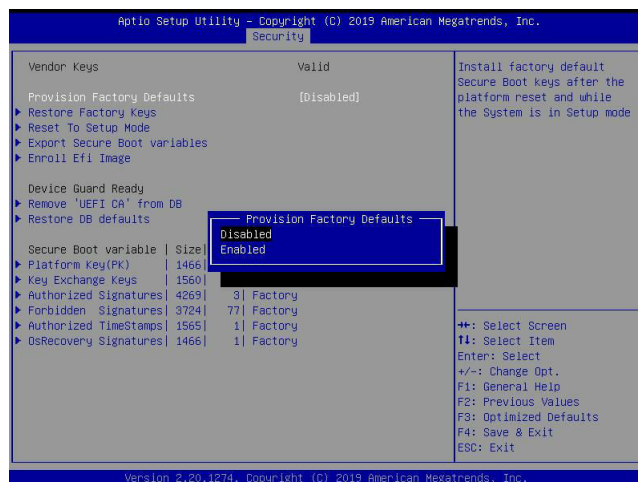 Aptio Setup Utility – Copyright (C) 2019 American Megatrends, Inc.
Security
Vendor Keys Valid
Provision Factory Defaults [Disabled]
Restore Factory Keys
Reset To Setup Mode
Export Secure Boot variables
Enroll Efi Image
Device Guard Ready
Remove 'UEFI CA' from DB
Restore DB defaults
Provision Factory Defaults
Disabled
Enabled
Secure Boot variable | Size|
Platform Key(PK) | 1466|
Key Exchange Keys | 1560|
Authorized Signatures| 4269| 3| Factory
Forbidden Signatures| 3724| 77| Factory
Authorized TimeStamps| 1565| 1| Factory
OsRecovery Signatures| 1466| 1| Factory
Install factory default
Secure Boot keys after the
platform reset and while
the System is in Setup mode
→←: Select Screen
↑↓: Select Item
Enter: Select
+/-: Change Opt.
F1: General Help
F2: Previous Values
F3: Optimized Defaults
F4: Save & Exit
ESC: Exit
Version 2.20.1274. Copyright (C) 2019 American Megatrends, Inc.